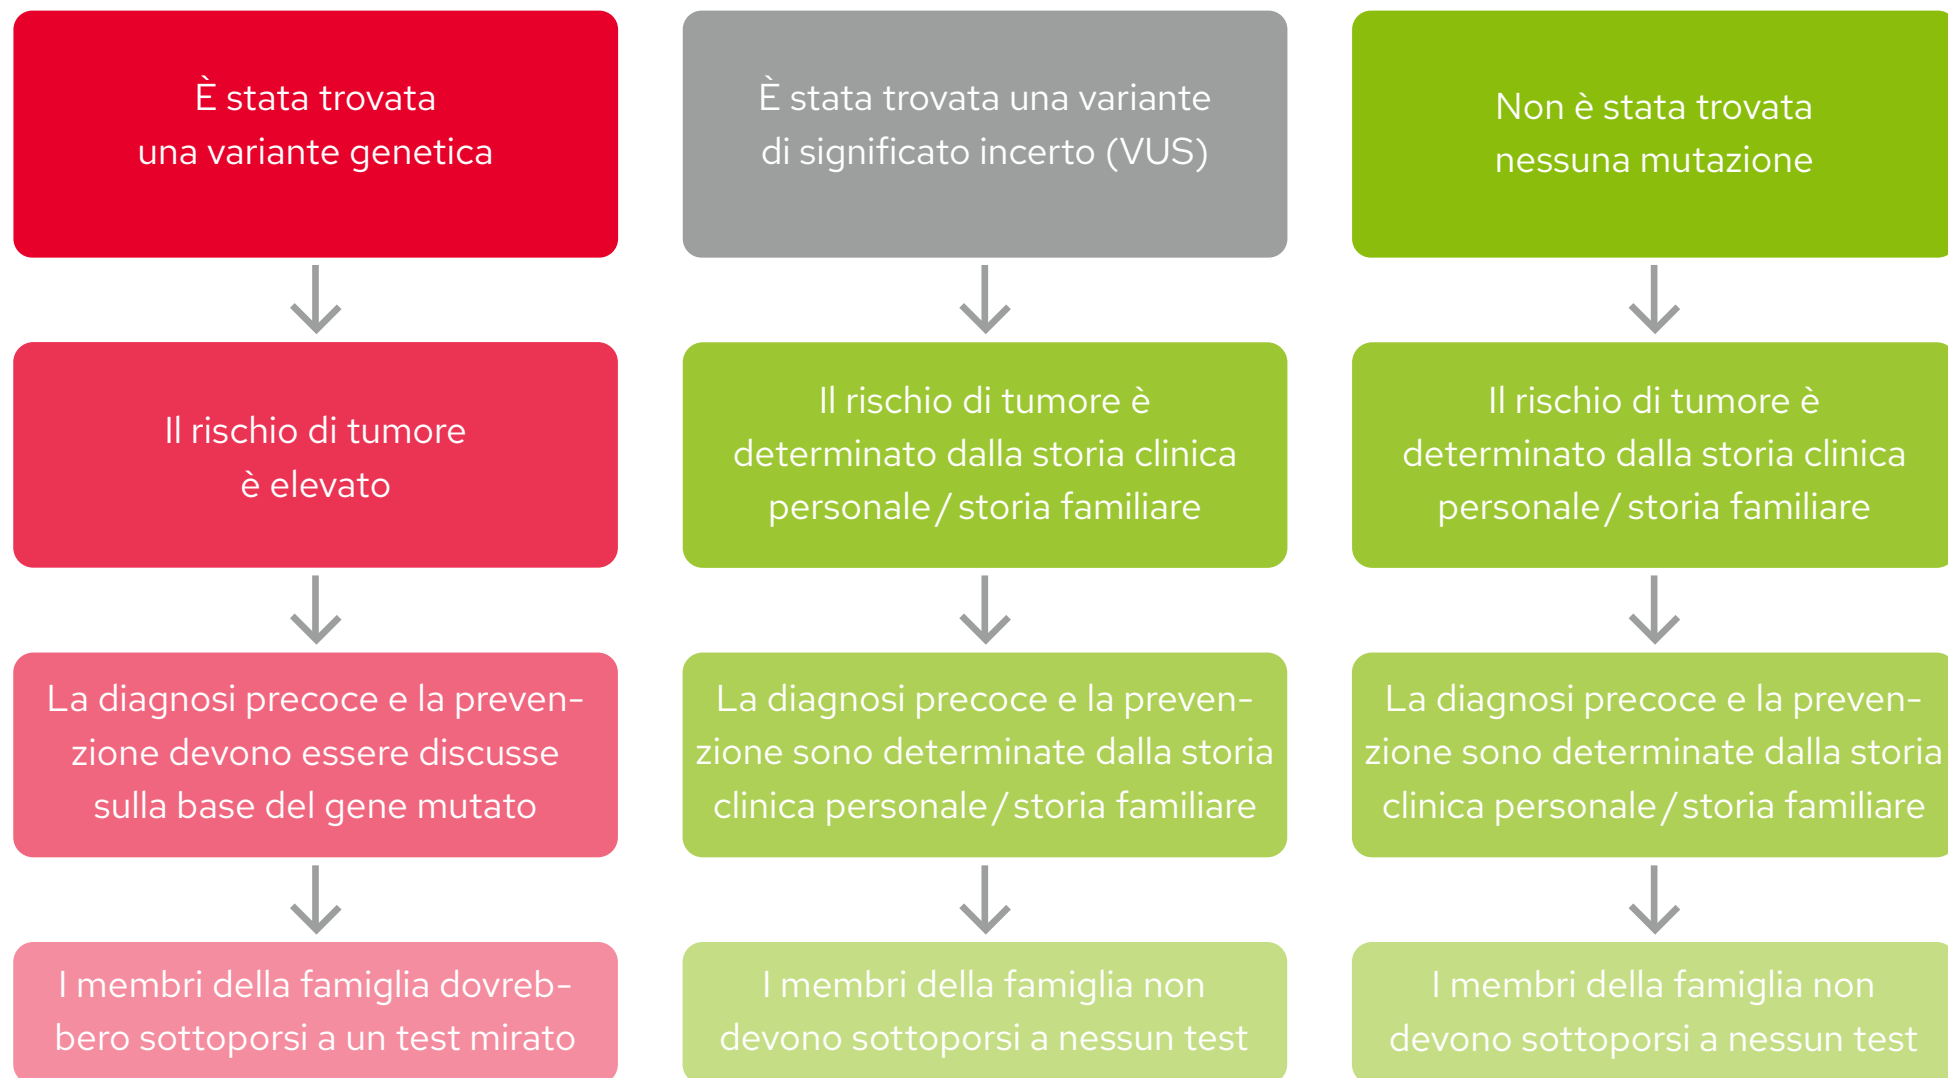 È stata trovata
una variante genetica
È stata trovata una variante
di significato incerto (VUS)
Non è stata trovata
nessuna mutazione
Il rischio di tumore
è elevato
Il rischio di tumore è
determinato dalla storia clinica
personale / storia familiare
Il rischio di tumore è
determinato dalla storia clinica
personale / storia familiare
La diagnosi precoce e la preven-
zione devono essere discusse
sulla base del gene mutato
La diagnosi precoce e la preven-
zione sono determinate dalla storia
clinica personale / storia familiare
La diagnosi precoce e la preven-
zione sono determinate dalla storia
clinica personale / storia familiare
I membri della famiglia dovreb-
bero sottoporsi a un test mirato
I membri della famiglia non
devono sottoporsi a nessun test
I membri della famiglia non
devono sottoporsi a nessun test